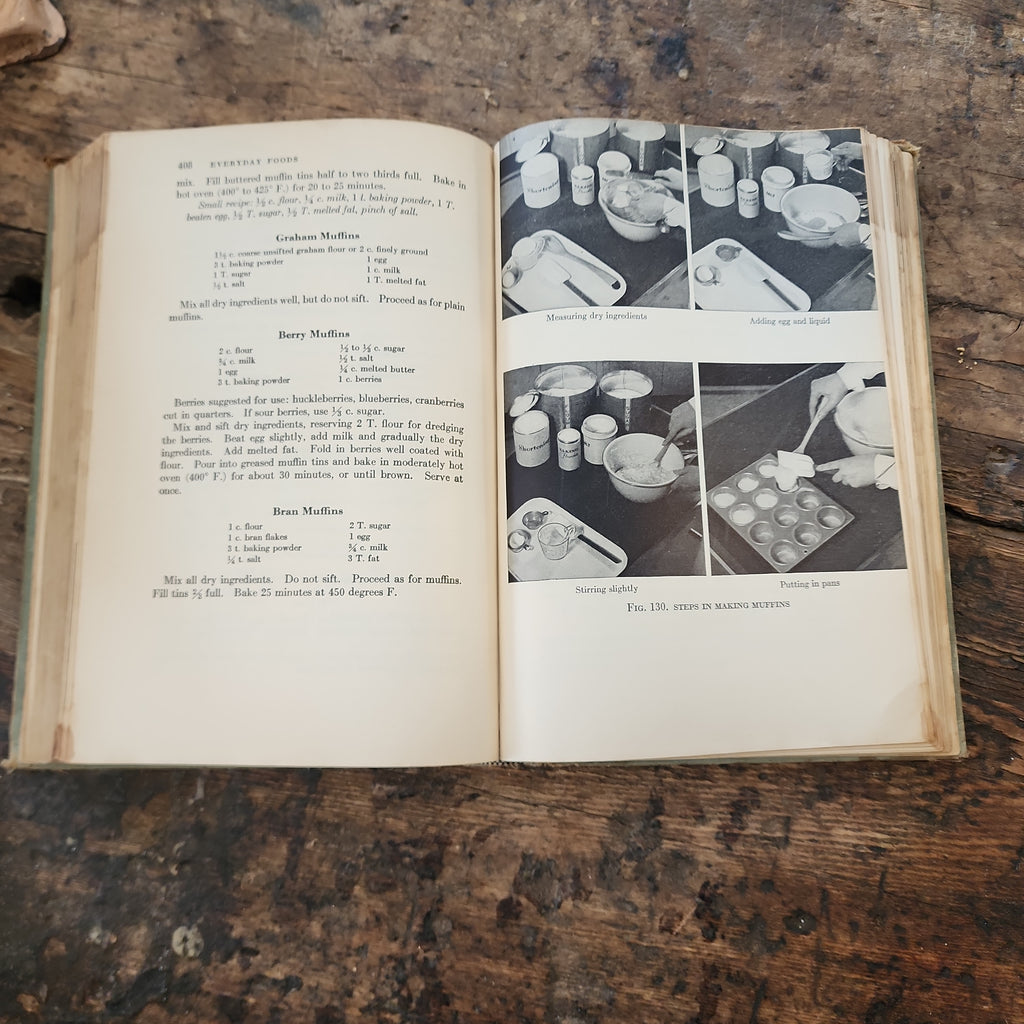 408 EVERYDAY FOODS
mix. Fill buttered muffin tins half to two thirds full. Bake in
hot oven (400° to 425° F.) for 20 to 25 minutes.
Small recipe: ½ c. flour, ¼ c. milk, 1 t. baking powder, 1 T.
beaten egg, ½ T. sugar, ½ T. melted fat, pinch of salt.
Graham Muffins
1½ c. coarse unsifted graham flour or 2 c. finely ground
3 t. baking powder 1 egg
1 T. sugar 1 c. milk
½ t. salt 1 T. melted fat
Mix all dry ingredients well, but do not sift. Proceed as for plain
muffins.
Berry Muffins
2 c. flour ⅓ to ½ c. sugar
¾ c. milk ½ t. salt
1 egg ¼ c. melted butter
3 t. baking powder 1 c. berries
Berries suggested for use: huckleberries, blueberries, cranberries
cut in quarters. If sour berries, use ½ c. sugar.
Mix and sift dry ingredients, reserving 2 T. flour for dredging
the berries. Beat egg slightly, add milk and gradually the dry
ingredients. Add melted fat. Fold in berries well coated with
flour. Pour into greased muffin tins and bake in moderately hot
oven (400° F.) for about 30 minutes, or until brown. Serve at
once.
Bran Muffins
1 c. flour 2 T. sugar
1 c. bran flakes 1 egg
3 t. baking powder ¾ c. milk
¼ t. salt 3 T. fat
Mix all dry ingredients. Do not sift. Proceed as for muffins.
Fill tins ⅔ full. Bake 25 minutes at 450 degrees F.
Shortening
Measuring dry ingredients
Shortening
Adding egg and liquid
Shortening
Stirring slightly
Putting in pans
FIG. 130. STEPS IN MAKING MUFFINS